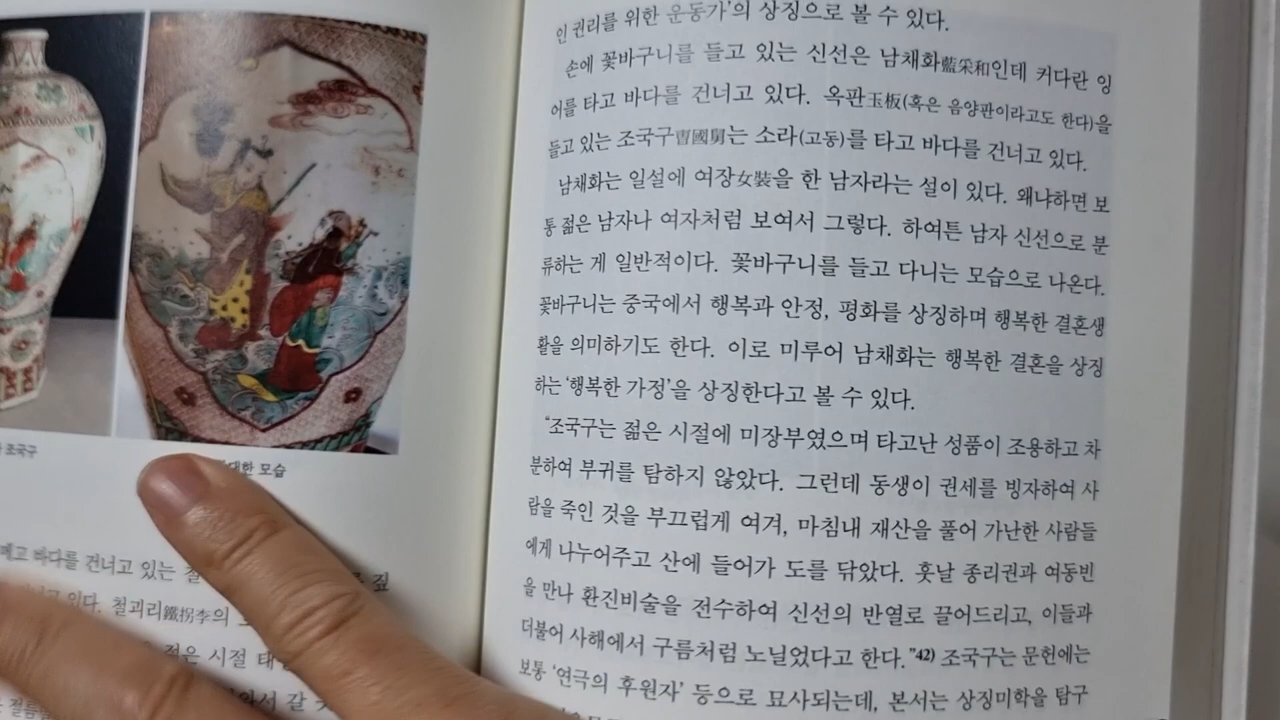 조국구
대한 모습
메고 바다를 건너고 있는 철
를 짚
있다. 철괴리鐵拐李의
젊은 시절 태
와서 갈
인 권리를 위한 운동가’의 상징으로 볼 수 있다.
손에 꽃바구니를 들고 있는 신선은 남채화藍采和인데 커다란 잉
어를 타고 바다를 건너고 있다. 옥판玉板(혹은 음양판이라고도 한다)을
들고 있는 조국구曺國舅는 소라(고동)를 타고 바다를 건너고 있다.
남채화는 일설에 여장女裝을 한 남자라는 설이 있다. 왜냐하면 보
통 젊은 남자나 여자처럼 보여서 그렇다. 하여튼 남자 신선으로 분
류하는 게 일반적이다. 꽃바구니를 들고 다니는 모습으로 나온다.
꽃바구니는 중국에서 행복과 안정, 평화를 상징하며 행복한 결혼생
활을 의미하기도 한다. 이로 미루어 남채화는 행복한 결혼을 상징
하는 ‘행복한 가정’을 상징한다고 볼 수 있다.
“조국구는 젊은 시절에 미장부였으며 타고난 성품이 조용하고 차
분하여 부귀를 탐하지 않았다. 그런데 동생이 권세를 빙자하여 사
람을 죽인 것을 부끄럽게 여겨, 마침내 재산을 풀어 가난한 사람들
에게 나누어주고 산에 들어가 도를 닦았다. 훗날 종리권과 여동빈
을 만나 환진비술을 전수하여 신선의 반열로 끌어드리고, 이들과
더불어 사해에서 구름처럼 노닐었다고 한다.”42) 조국구는 문헌에는
보통 ‘연극의 후원자’ 등으로 묘사되는데, 본서는 상징미학을 탐구